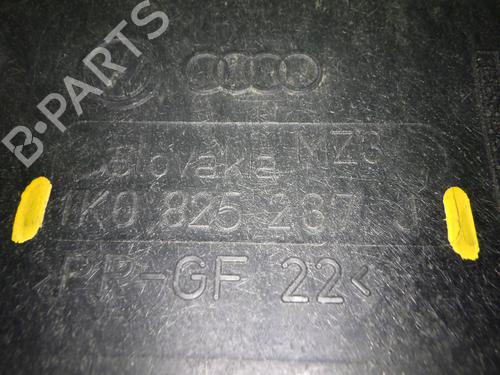 B-PARTS
Slovakia MZ3
1K0 825 237 J
>PP-GF 22<